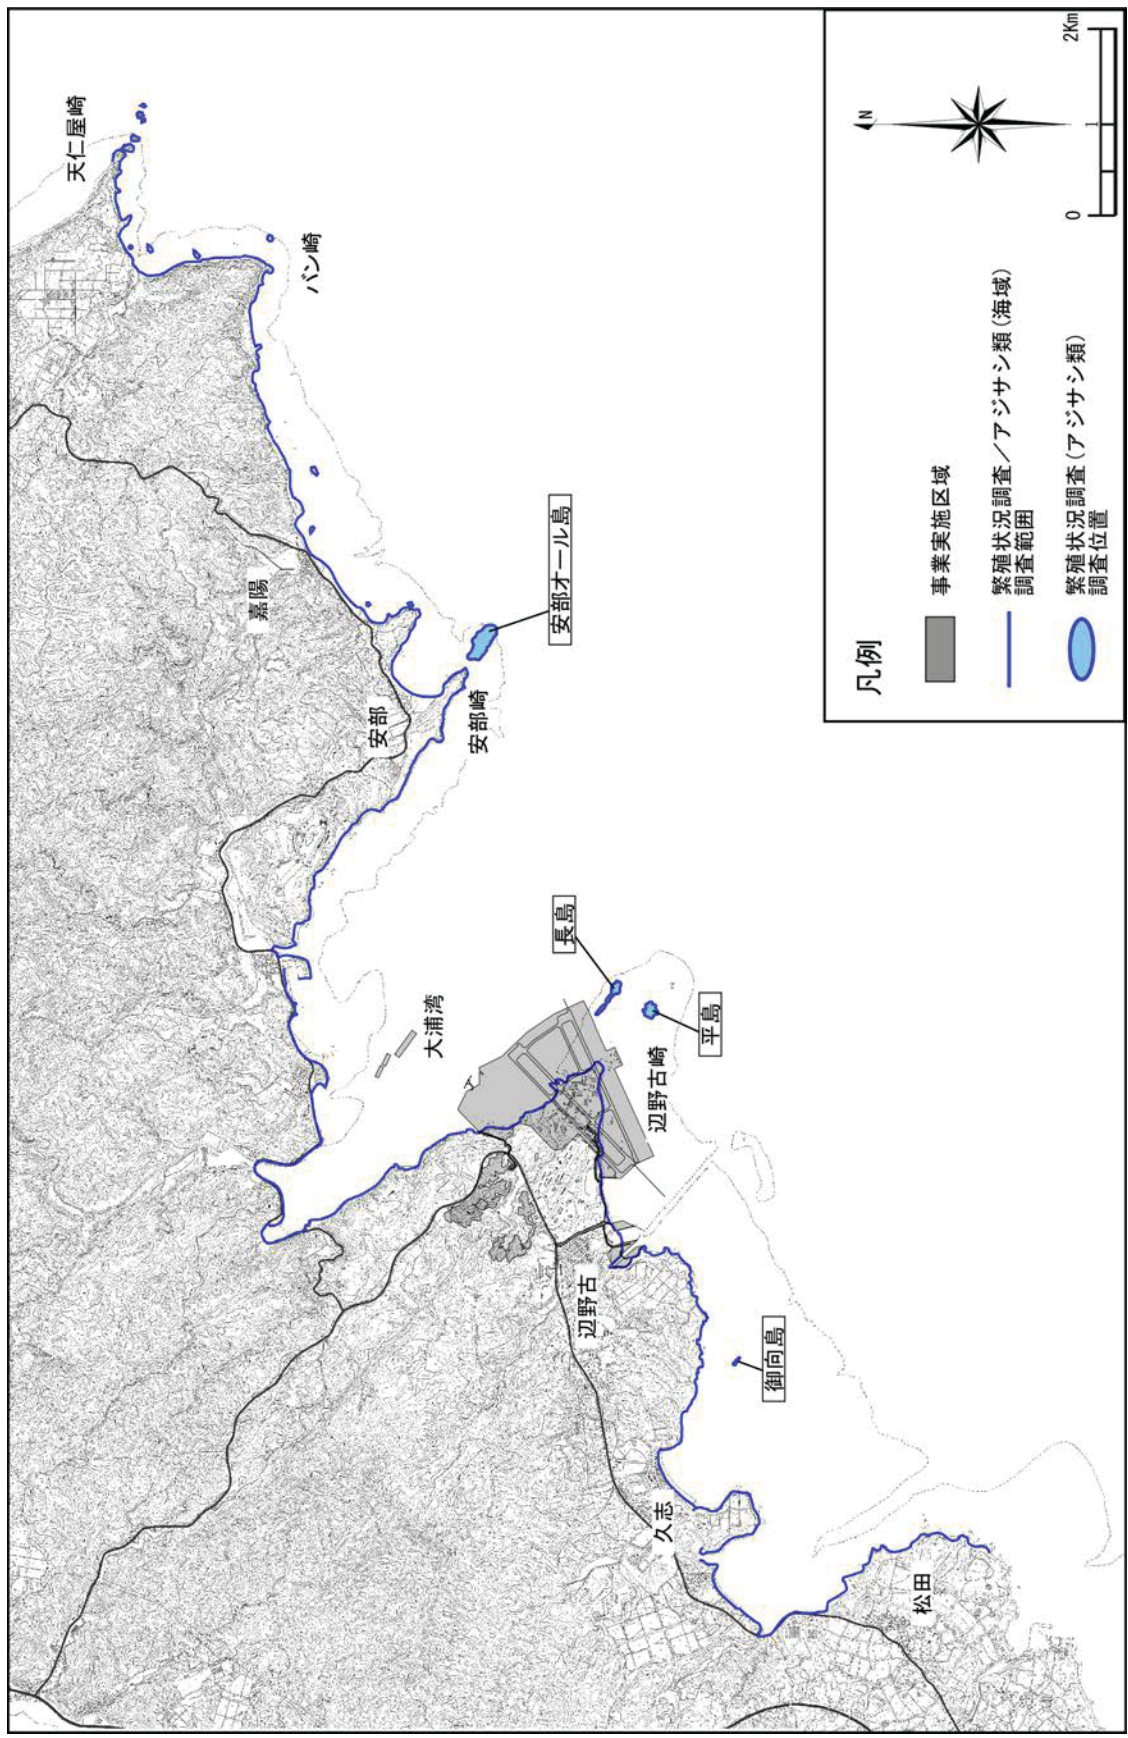 天仁屋崎
バン崎
嘉陽
安部オール島
安部
安部崎
長島
平島
大浦湾
辺野古崎
辺野古
御向島
久志
松田
凡例
事業実施区域
繁殖状況調査／アジサシ類(海域)
調査範囲
繁殖状況調査(アジサシ類)
調査位置
N
0 1 2Km